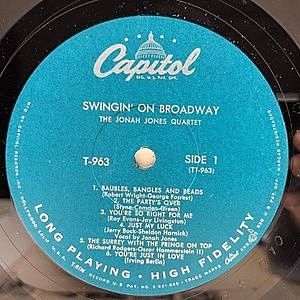 Capitol
REG. U.S. PAT. OFF.
SWINGIN' ON BROADWAY
THE JONAH JONES QUARTET
T-963
SIDE 1
(TT-963)
1. BAUBLES, BANGLES AND BEADS
(Robert Wright-George Forrest)
2. THE PARTY'S OVER
(Styne-Comden-Green)
3. YOU'RE SO RIGHT FOR ME
(Ray Evans-Jay Livingston)
4. JUST MY LUCK
(Jerry Bock-Sheldon Harnick)
Vocal by Jonah Jones
5. THE SURREY WITH THE FRINGE ON TOP
(Richard Rodgers-Oscar Hammerstein II)
6. YOU'RE JUST IN LOVE
(Irving Berlin)
LONG PLAYING • HIGH FIDELITY